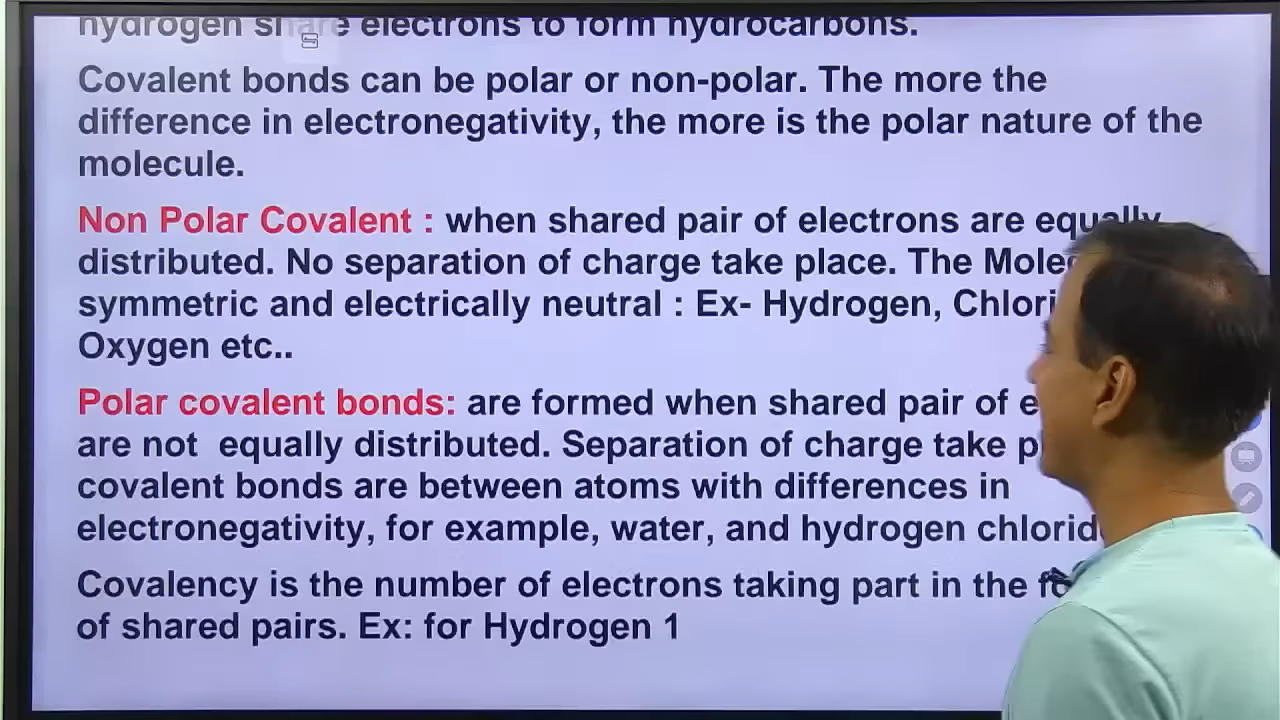 hydrogen share electrons to form hydrocarbons.
Covalent bonds can be polar or non-polar. The more the
difference in electronegativity, the more is the polar nature of the
molecule.
Non Polar Covalent : when shared pair of electrons are equally
distributed. No separation of charge take place. The
symmetric and electrically neutral : Ex- Hydrogen,
Oxygen etc..
Polar covalent bonds: are formed when shared pair of
are not equally distributed. Separation of charge take
covalent bonds are between atoms with differences in
electronegativity, for example, water, and hydrogen
Covalency is the number of electrons taking part in the
of shared pairs. Ex: for Hydrogen 1